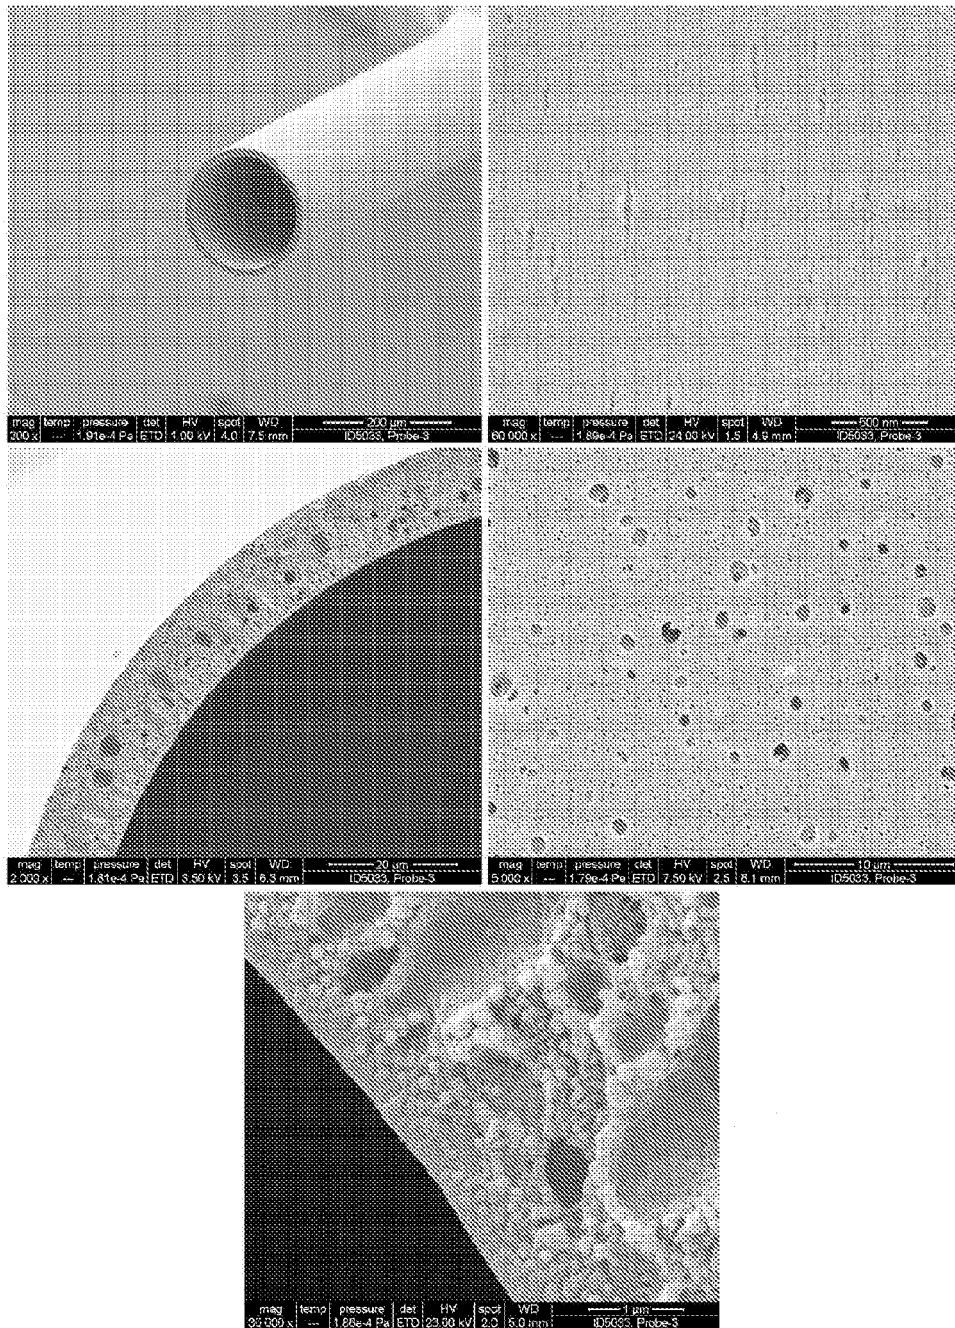 mag temp pressure det HV spot WD 200 µm
200 x --- 1.91e-4 Pa ETD 1.00 kV 4.0 7.5 mm ID5033, Probe-3
mag temp pressure det HV spot WD 500 nm
60 000 x --- 1.89e-4 Pa ETD 24.00 kV 1.5 4.9 mm ID5033, Probe-3
mag temp pressure det HV spot WD 20 µm
2 000 x --- 1.81e-4 Pa ETD 3.50 kV 3.5 6.3 mm ID5033, Probe-3
mag temp pressure det HV spot WD 10 µm
5 000 x --- 1.79e-4 Pa ETD 7.50 kV 2.5 8.1 mm ID5033, Probe-3
mag temp pressure det HV spot WD 1 µm
x --- Pa ETD 23.00 kV 2.0 5.0 mm ID5033, Probe-3